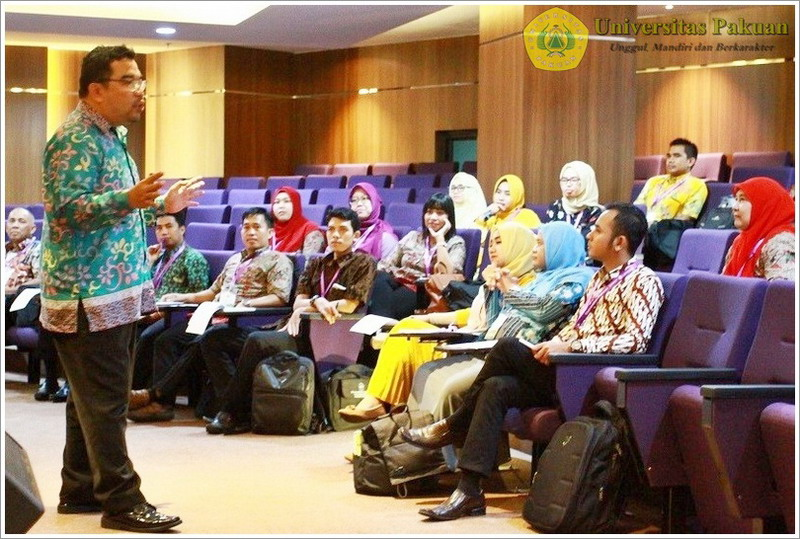 Universitas Pakuan
Unggul, Mandiri dan Berkarakter